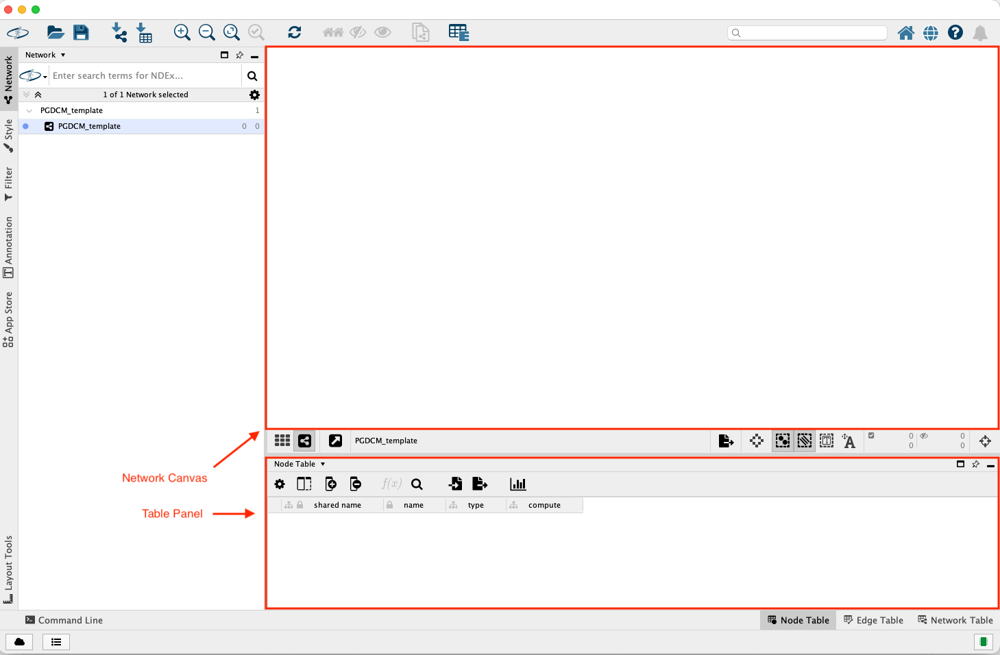 Network
Enter search terms for NDEx...
1 of 1 Network selected
PGDCM_template 1
PGDCM_template 0 0
Network
Style
Filter
Annotation
App Store
Layout Tools
Network Canvas
Table Panel
PGDCM_template
0 0
0 0
Node Table
f(x)
shared name name type compute
Command Line
Node Table Edge Table Network Table